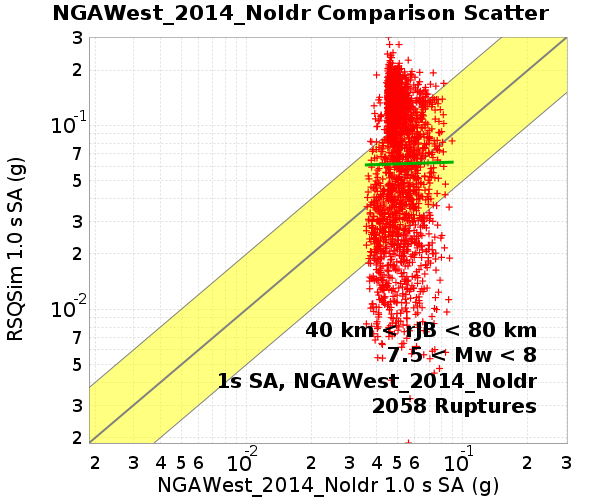 NGAWest_2014_NoIdr Comparison Scatter
RSQSim 1.0 s SA (g)
3
2
10^-1
7
5
3
2
10^-2
7
5
3
2
40 km < rJB < 80 km
7.5 < Mw < 8
1s SA, NGAWest_2014_NoIdr
2058 Ruptures
2 3 4 5 6 10^-2 2 3 4 5 6 10^-1 2 3
NGAWest_2014_NoIdr 1.0 s SA (g)